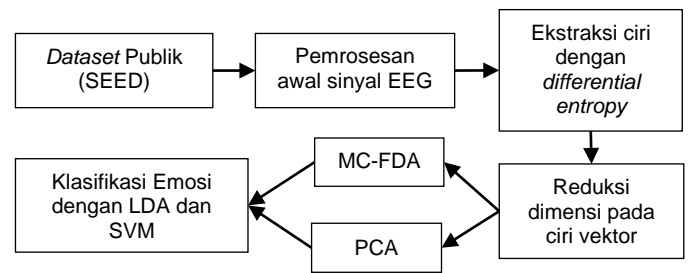 Dataset Publik
(SEED)
Pemrosesan
awal sinyal EEG
Ekstraksi ciri
dengan
differential
entropy
Reduksi
dimensi pada
ciri vektor
MC-FDA
PCA
Klasifikasi Emosi
dengan LDA dan
SVM